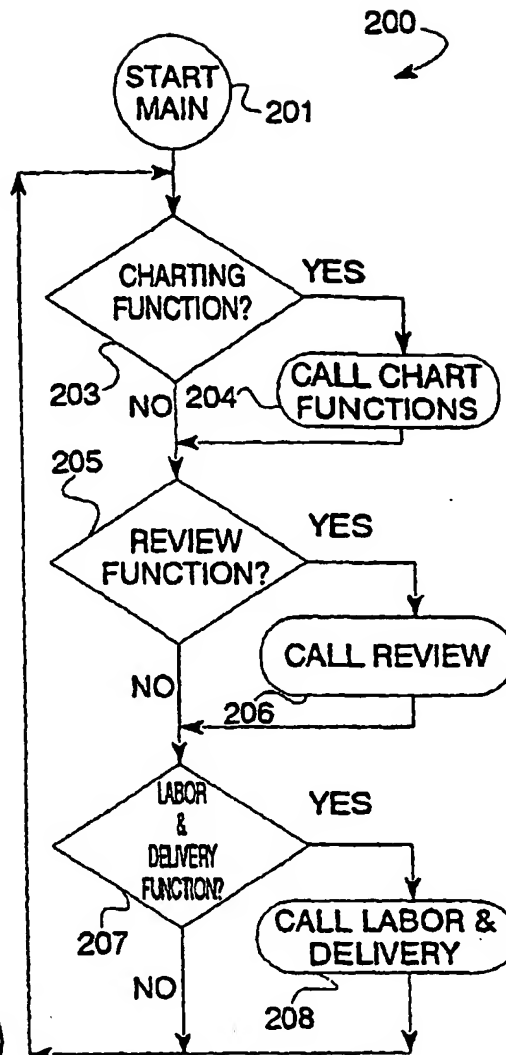 200
START
MAIN
201
CHARTING
FUNCTION?
YES
203
NO
204
CALL CHART
FUNCTIONS
205
REVIEW
FUNCTION?
YES
CALL REVIEW
NO
206
LABOR
&
DELIVERY
FUNCTION?
YES
207
CALL LABOR &
DELIVERY
NO
208